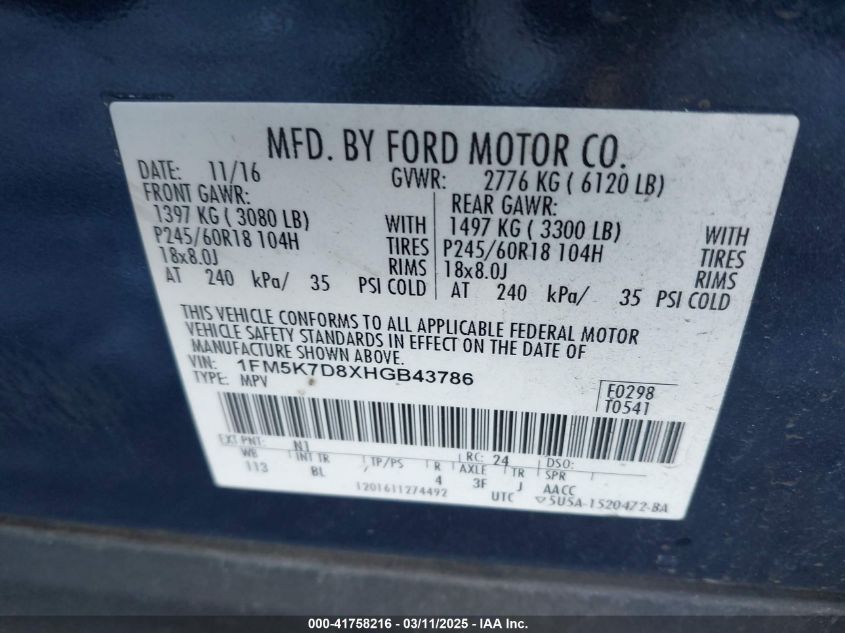 MFD. BY FORD MOTOR CO.
DATE: 11/16 GVWR: 2776 KG ( 6120 LB)
FRONT GAWR: REAR GAWR:
1397 KG ( 3080 LB) WITH 1497 KG ( 3300 LB) WITH
P245/60R18 104H TIRES P245/60R18 104H TIRES
18x8.0J RIMS 18x8.0J RIMS
AT 240 kPa/ 35 PSI COLD AT 240 kPa/ 35 PSI COLD
THIS VEHICLE CONFORMS TO ALL APPLICABLE FEDERAL MOTOR
VEHICLE SAFETY STANDARDS IN EFFECT ON THE DATE OF
MANUFACTURE SHOWN ABOVE.
VIN: 1FM5K7D8XHGB43786
TYPE: MPV F0298
T0541
EXT PNT: N1 RC: 24 DSO:
WB INT TR TP/PS R AXLE TR SPR
113 BL 4 3F J AACC
1201611274492 UTC 5U5A-1520472-BA
000-41758216 - 03/11/2025 - IAA Inc.